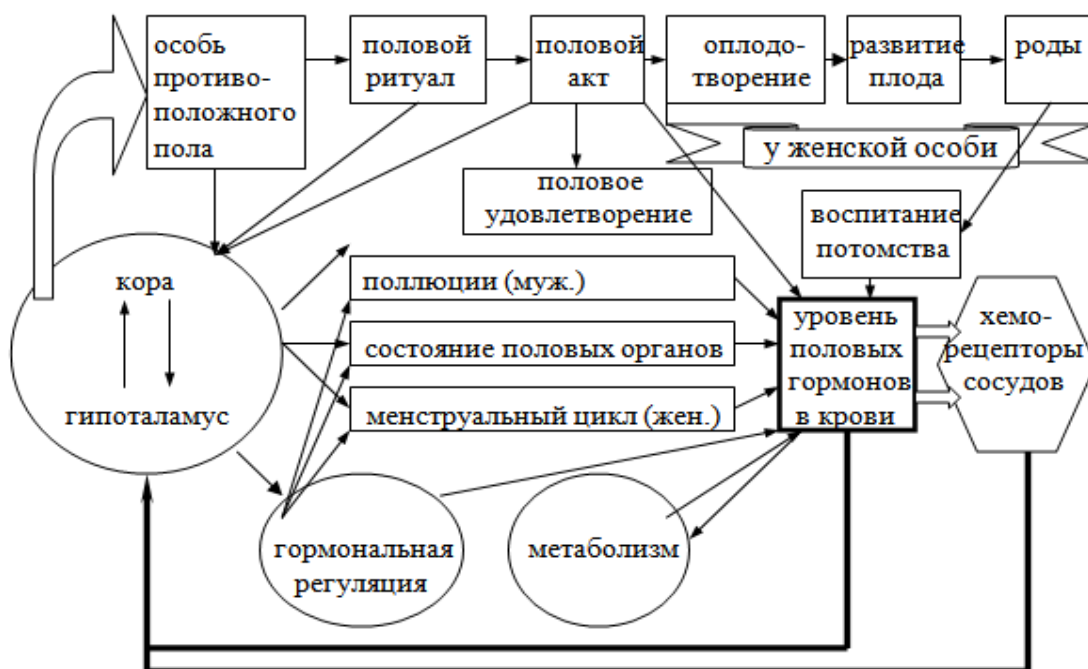 особь
противо-
положного
пола
половой
ритуал
половой
акт
оплодо-
творение
развитие
плода
роды
у женской особи
половое
удовлетворение
воспитание
потомства
кора
гипоталамус
поллюции (муж.)
состояние половых органов
менструальный цикл (жен.)
уровень
половых
гормонов
в крови
хемо-
рецепторы
сосудов
гормональная
регуляция
метаболизм